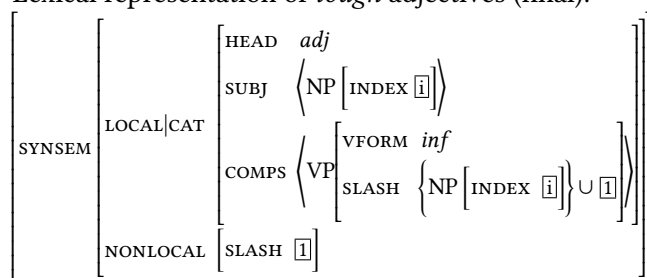 Lexical representation of tough adjectives (final):
HEAD adj
SUBJ ⟨NP [INDEX i]⟩
LOCAL|CAT
VFORM inf
SYNSEM
COMPS ⟨VP
SLASH {NP [INDEX i]} ∪ 1
NONLOCAL [SLASH 1]